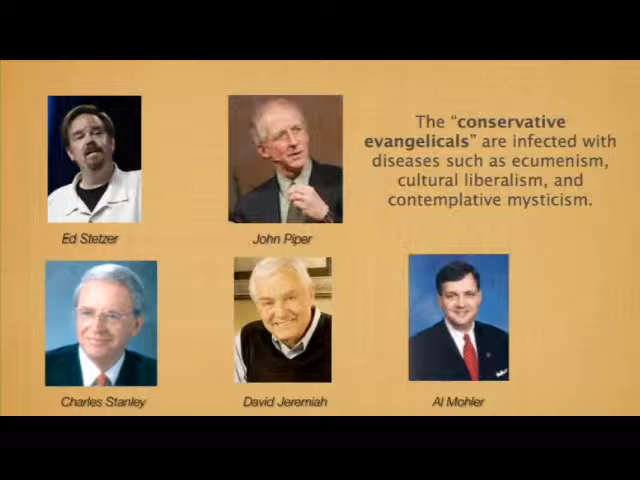 The “conservative
evangelicals” are infected with
diseases such as ecumenism,
cultural liberalism, and
contemplative mysticism.
Ed Stetzer
John Piper
Charles Stanley
David Jeremiah
Al Mohler